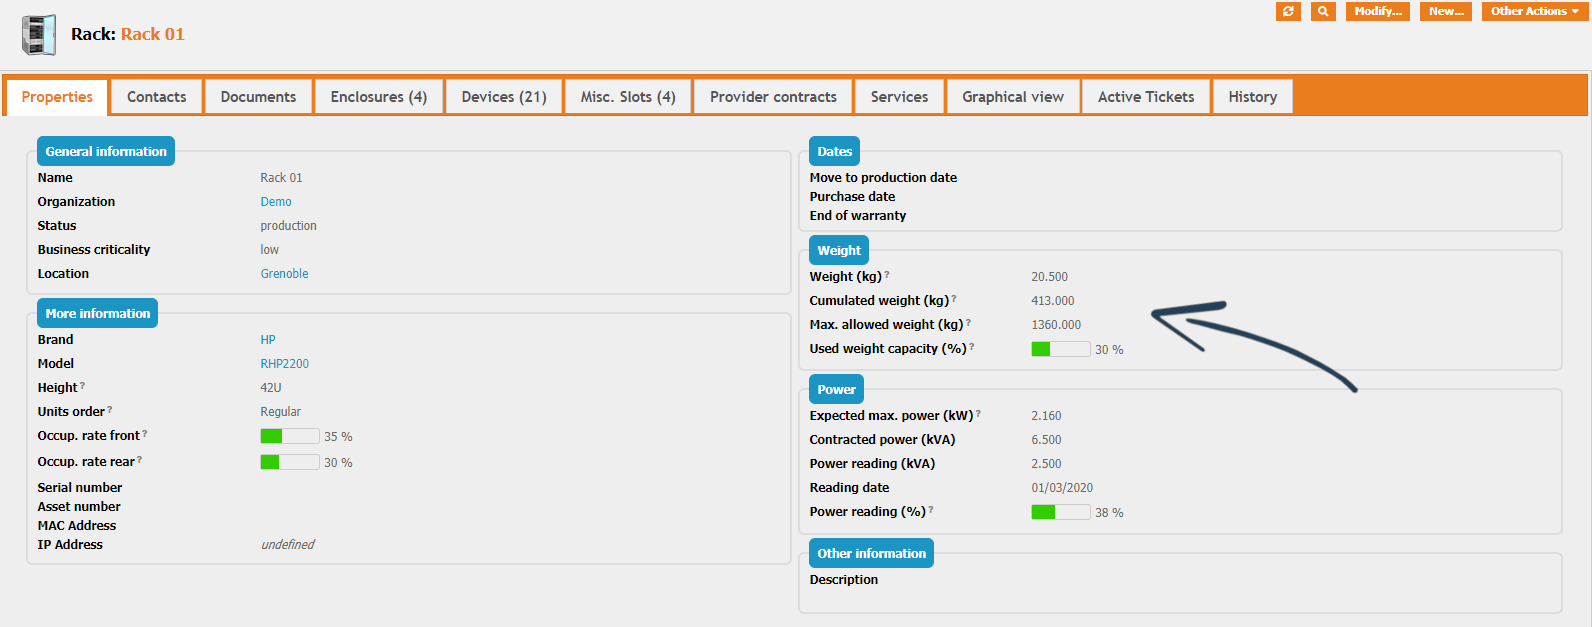 Rack: Rack 01
Modify...
New...
Other Actions
Properties
Contacts
Documents
Enclosures (4)
Devices (21)
Misc. Slots (4)
Provider contracts
Services
Graphical view
Active Tickets
History
General information
Name Rack 01
Organization Demo
Status production
Business criticality low
Location Grenoble
More information
Brand HP
Model RHP2200
Height? 42U
Units order? Regular
Occup. rate front? 35 %
Occup. rate rear? 30 %
Serial number
Asset number
MAC Address
IP Address undefined
Dates
Move to production date
Purchase date
End of warranty
Weight
Weight (kg)? 20.500
Cumulated weight (kg)? 413.000
Max. allowed weight (kg)? 1360.000
Used weight capacity (%)? 30 %
Power
Expected max. power (kW)? 2.160
Contracted power (kVA) 6.500
Power reading (kVA) 2.500
Reading date 01/03/2020
Power reading (%)? 38 %
Other information
Description